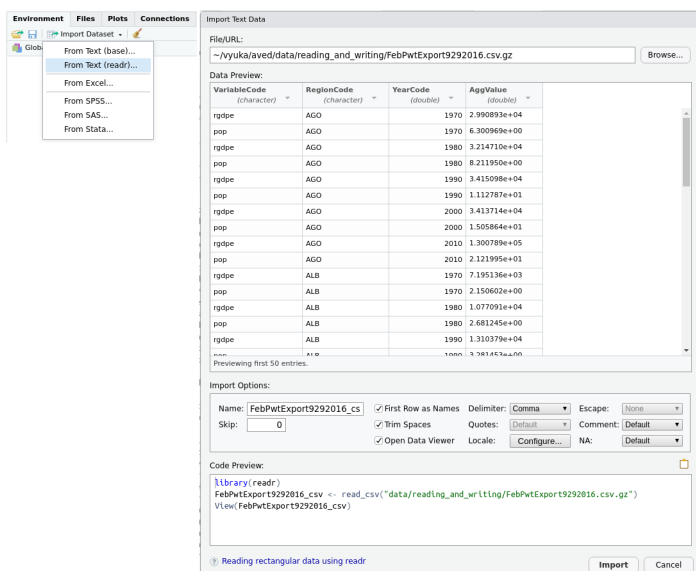 Environment Files Plots Connections
Import Dataset
From Text (base)...
From Text (readr)...
From Excel...
From SPSS...
From SAS...
From Stata...
Import Text Data
File/URL:
~/vyuka/aved/data/reading_and_writing/FebPwtExport9292016.csv.gz Browse...
Data Preview:
VariableCode RegionCode YearCode AggValue
(character) (character) (double) (double)
rgdpe AGO 1970 2.990893e+04
pop AGO 1970 6.300969e+00
rgdpe AGO 1980 3.214710e+04
pop AGO 1980 8.211950e+00
rgdpe AGO 1990 3.415098e+04
pop AGO 1990 1.112787e+01
rgdpe AGO 2000 3.413714e+04
pop AGO 2000 1.505864e+01
rgdpe AGO 2010 1.300789e+05
pop AGO 2010 2.121995e+01
rgdpe ALB 1970 7.195136e+03
pop ALB 1970 2.150602e+00
rgdpe ALB 1980 1.077091e+04
pop ALB 1980 2.681245e+00
rgdpe ALB 1990 1.310379e+04
pop ALB 1990 3.281453e+00
Previewing first 50 entries.
Import Options:
Name: FebPwtExport9292016_cs First Row as Names Delimiter: Comma Escape: None
Skip: 0 Trim Spaces Quotes: Default Comment: Default
Open Data Viewer Locale: Configure... NA: Default
Code Preview:
library(readr)
FebPwtExport9292016_csv <- read_csv("data/reading_and_writing/FebPwtExport9292016.csv.gz")
View(FebPwtExport9292016_csv)
Reading rectangular data using readr
Import Cancel